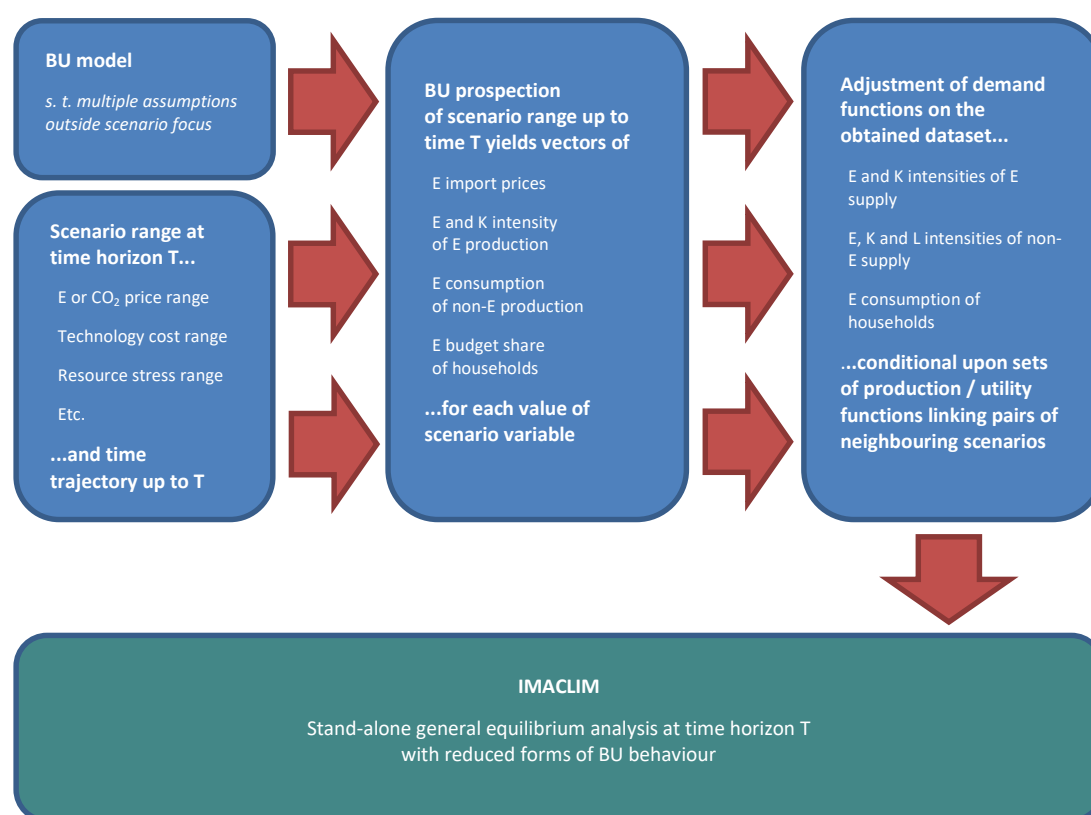 BU model
s. t. multiple assumptions
outside scenario focus
Scenario range at
time horizon T...
E or CO₂ price range
Technology cost range
Resource stress range
Etc.
...and time
trajectory up to T
BU prospection
of scenario range up to
time T yields vectors of
E import prices
E and K intensity
of E production
E consumption
of non-E production
E budget share
of households
...for each value of
scenario variable
Adjustment of demand
functions on the
obtained dataset...
E and K intensities of E
supply
E, K and L intensities of non-
E supply
E consumption of
households
...conditional upon sets
of production / utility
functions linking pairs of
neighbouring scenarios
IMACLIM
Stand-alone general equilibrium analysis at time horizon T
with reduced forms of BU behaviour